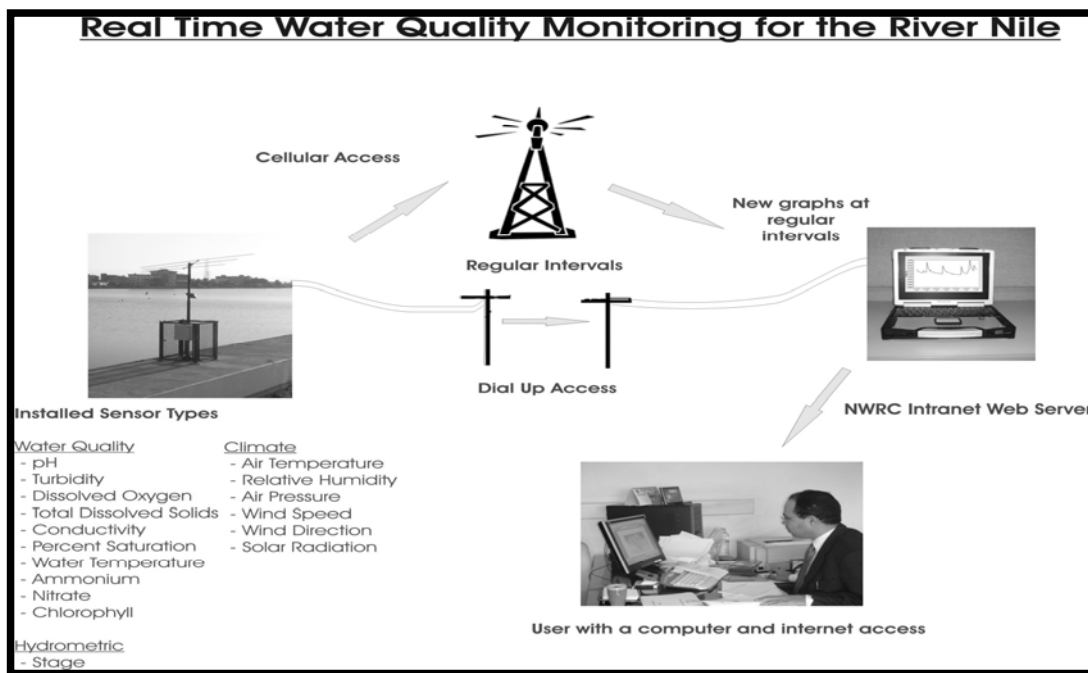 Real Time Water Quality Monitoring for the River Nile
Cellular Access
New graphs at
regular
intervals
Regular Intervals
Dial Up Access
Installed Sensor Types
NWRC Intranet Web Server
Water Quality
- pH
- Turbidity
- Dissolved Oxygen
- Total Dissolved Solids
- Conductivity
- Percent Saturation
- Water Temperature
- Ammonium
- Nitrate
- Chlorophyll
Climate
- Air Temperature
- Relative Humidity
- Air Pressure
- Wind Speed
- Wind Direction
- Solar Radiation
Hydrometric
- Stage
User with a computer and internet access